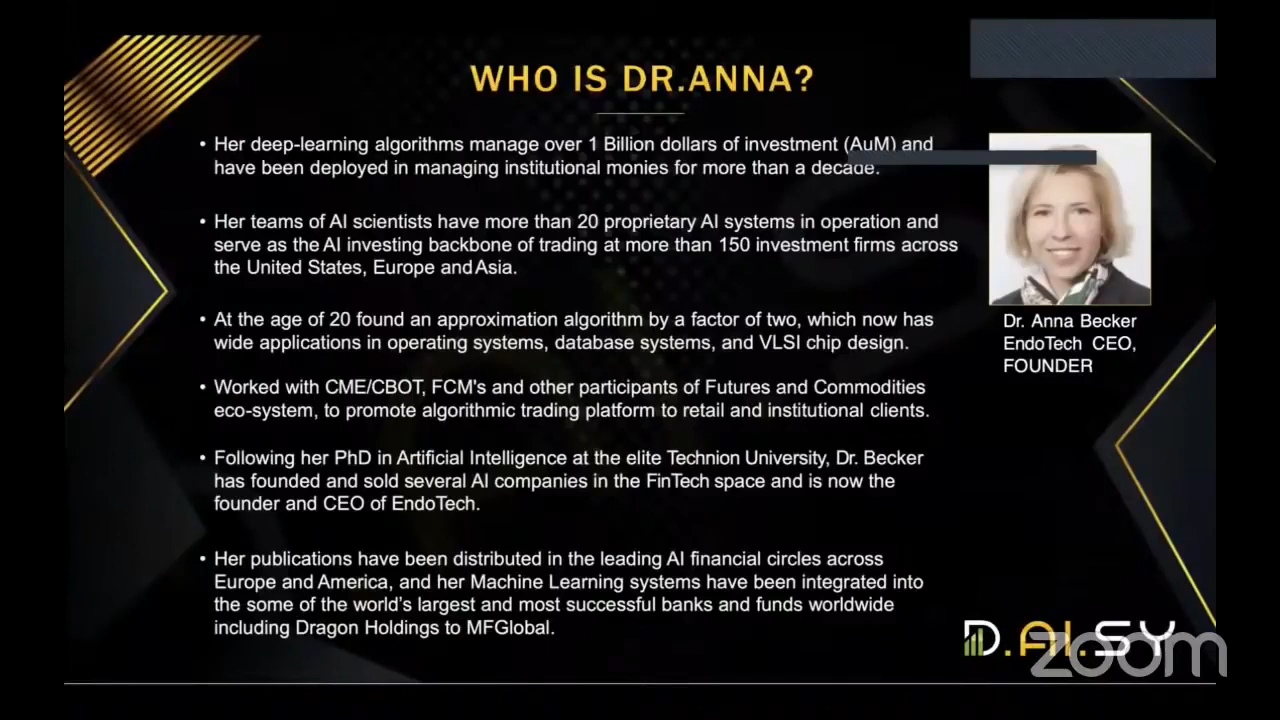 WHO IS DR.ANNA?
• Her deep-learning algorithms manage over 1 Billion dollars of investment (AuM) and
have been deployed in managing institutional monies for more than a decade.
• Her teams of AI scientists have more than 20 proprietary AI systems in operation and
serve as the AI investing backbone of trading at more than 150 investment firms across
the United States, Europe and Asia.
• At the age of 20 found an approximation algorithm by a factor of two, which now has
wide applications in operating systems, database systems, and VLSI chip design.
• Worked with CME/CBOT, FCM's and other participants of Futures and Commodities
eco-system, to promote algorithmic trading platform to retail and institutional clients.
• Following her PhD in Artificial Intelligence at the elite Technion University, Dr. Becker
has founded and sold several AI companies in the FinTech space and is now the
founder and CEO of EndoTech.
• Her publications have been distributed in the leading AI financial circles across
Europe and America, and her Machine Learning systems have been integrated into
the some of the world's largest and most successful banks and funds worldwide
including Dragon Holdings to MFGlobal.
Dr. Anna Becker
EndoTech CEO,
FOUNDER
D.AI.SY
zoom